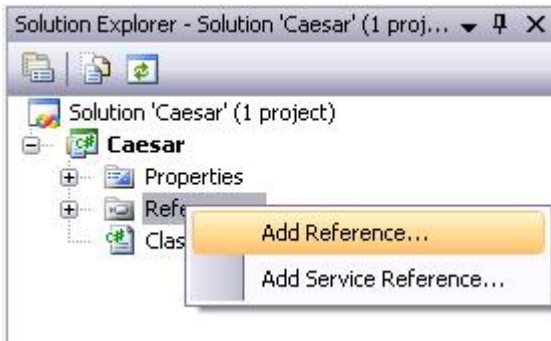 Solution Explorer - Solution 'Caesar' (1 proj...
Solution 'Caesar' (1 project)
Caesar
Properties
Refe
Add Reference...
Clas
Add Service Reference...